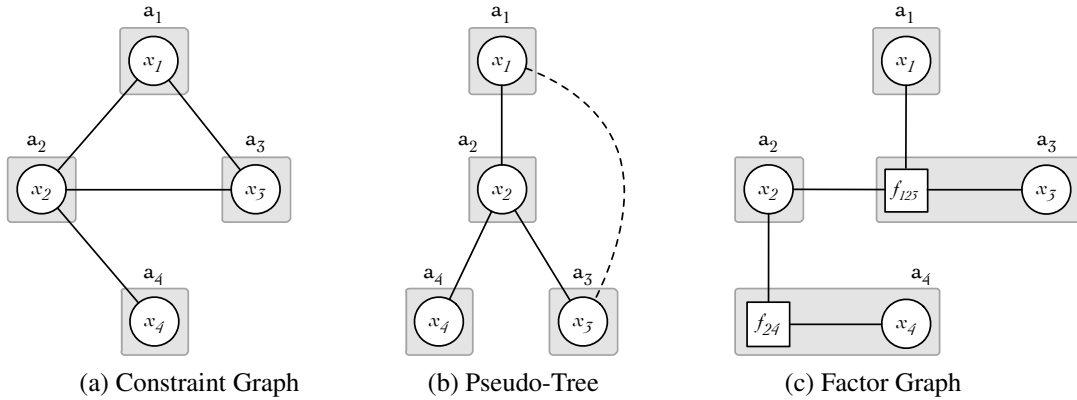 a₁
x₁
a₂
a₃
x₂
x₃
a₄
x₄
(a) Constraint Graph
a₁
x₁
a₂
x₂
a₄
a₃
x₄
x₃
(b) Pseudo-Tree
a₁
x₁
a₂
a₃
x₂
f₁₂₃
x₃
a₄
f₂₄
x₄
(c) Factor Graph